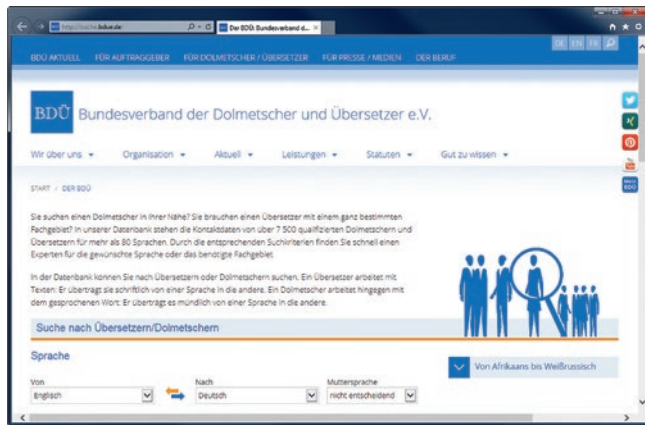 http://suche.bdue.de/
Der BDÜ: Bundesverband d...
DE EN FR
BDÜ AKTUELL FÜR AUFTRAGGEBER FÜR DOLMETSCHER / ÜBERSETZER FÜR PRESSE / MEDIEN DER BERUF
BDÜ Bundesverband der Dolmetscher und Übersetzer e.V.
Wir über uns Organisation Aktuell Leistungen Statuten Gut zu wissen
START / DER BDÜ
Sie suchen einen Dolmetscher in Ihrer Nähe? Sie brauchen einen Übersetzer mit einem ganz bestimmten
Fachgebiet? In unserer Datenbank stehen die Kontaktdaten von über 7 500 qualifizierten Dolmetschern und
Übersetzern für mehr als 80 Sprachen. Durch die entsprechenden Suchkriterien finden Sie schnell einen
Experten für die gewünschte Sprache oder das benötigte Fachgebiet.
In der Datenbank können Sie nach Übersetzern oder Dolmetschern suchen. Ein Übersetzer arbeitet mit
Texten: Er überträgt sie schriftlich von einer Sprache in die andere. Ein Dolmetscher arbeitet hingegen mit
dem gesprochenen Wort: Er überträgt es mündlich von einer Sprache in die andere.
Suche nach Übersetzern/Dolmetschern
Sprache
Von Afrikaans bis Weißrussisch
Von Nach Muttersprache
Englisch Deutsch nicht entscheidend